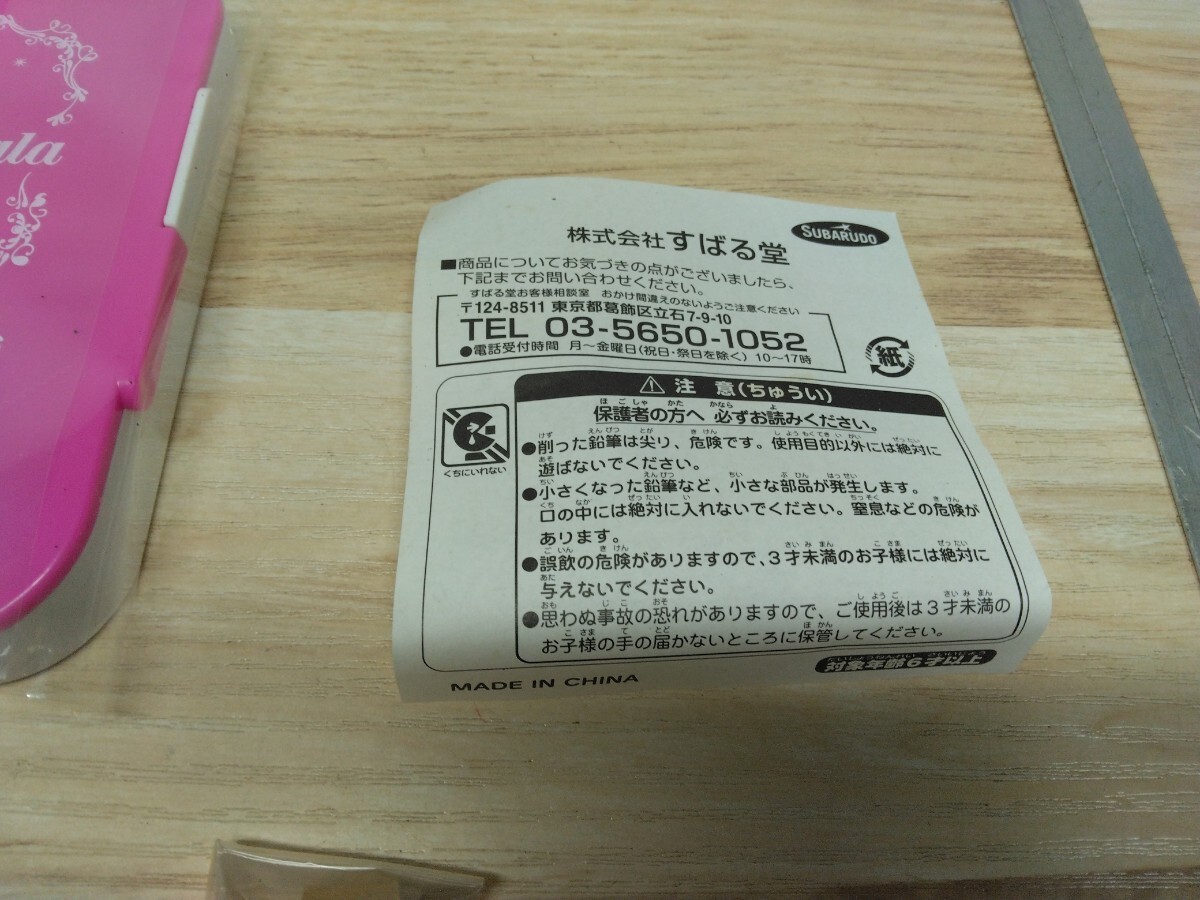 ala
株式会社すばる堂
SUBARUDO
■商品についてお気づきの点がございましたら、
下記までお問い合わせください。
すばる堂お客様相談室 おかけ間違えのないようご注意ください
〒124-8511 東京都葛飾区立石7-9-10
TEL 03-5650-1052
●電話受付時間 月～金曜日(祝日・祭日を除く) 10～17時
紙
くちにいれない
⚠ 注意(ちゅうい)
保護者の方へ 必ずお読みください。
●削った鉛筆は尖り、危険です。使用目的以外には絶対に
遊ばないでください。
●小さくなった鉛筆など、小さな部品が発生します。
口の中には絶対に入れないでください。窒息などの危険が
あります。
●誤飲の危険がありますので、3才未満のお子様には絶対に
与えないでください。
●思わぬ事故の恐れがありますので、ご使用後は3才未満の
お子様の手の届かないところに保管してください。
対象年齢6才以上
MADE IN CHINA